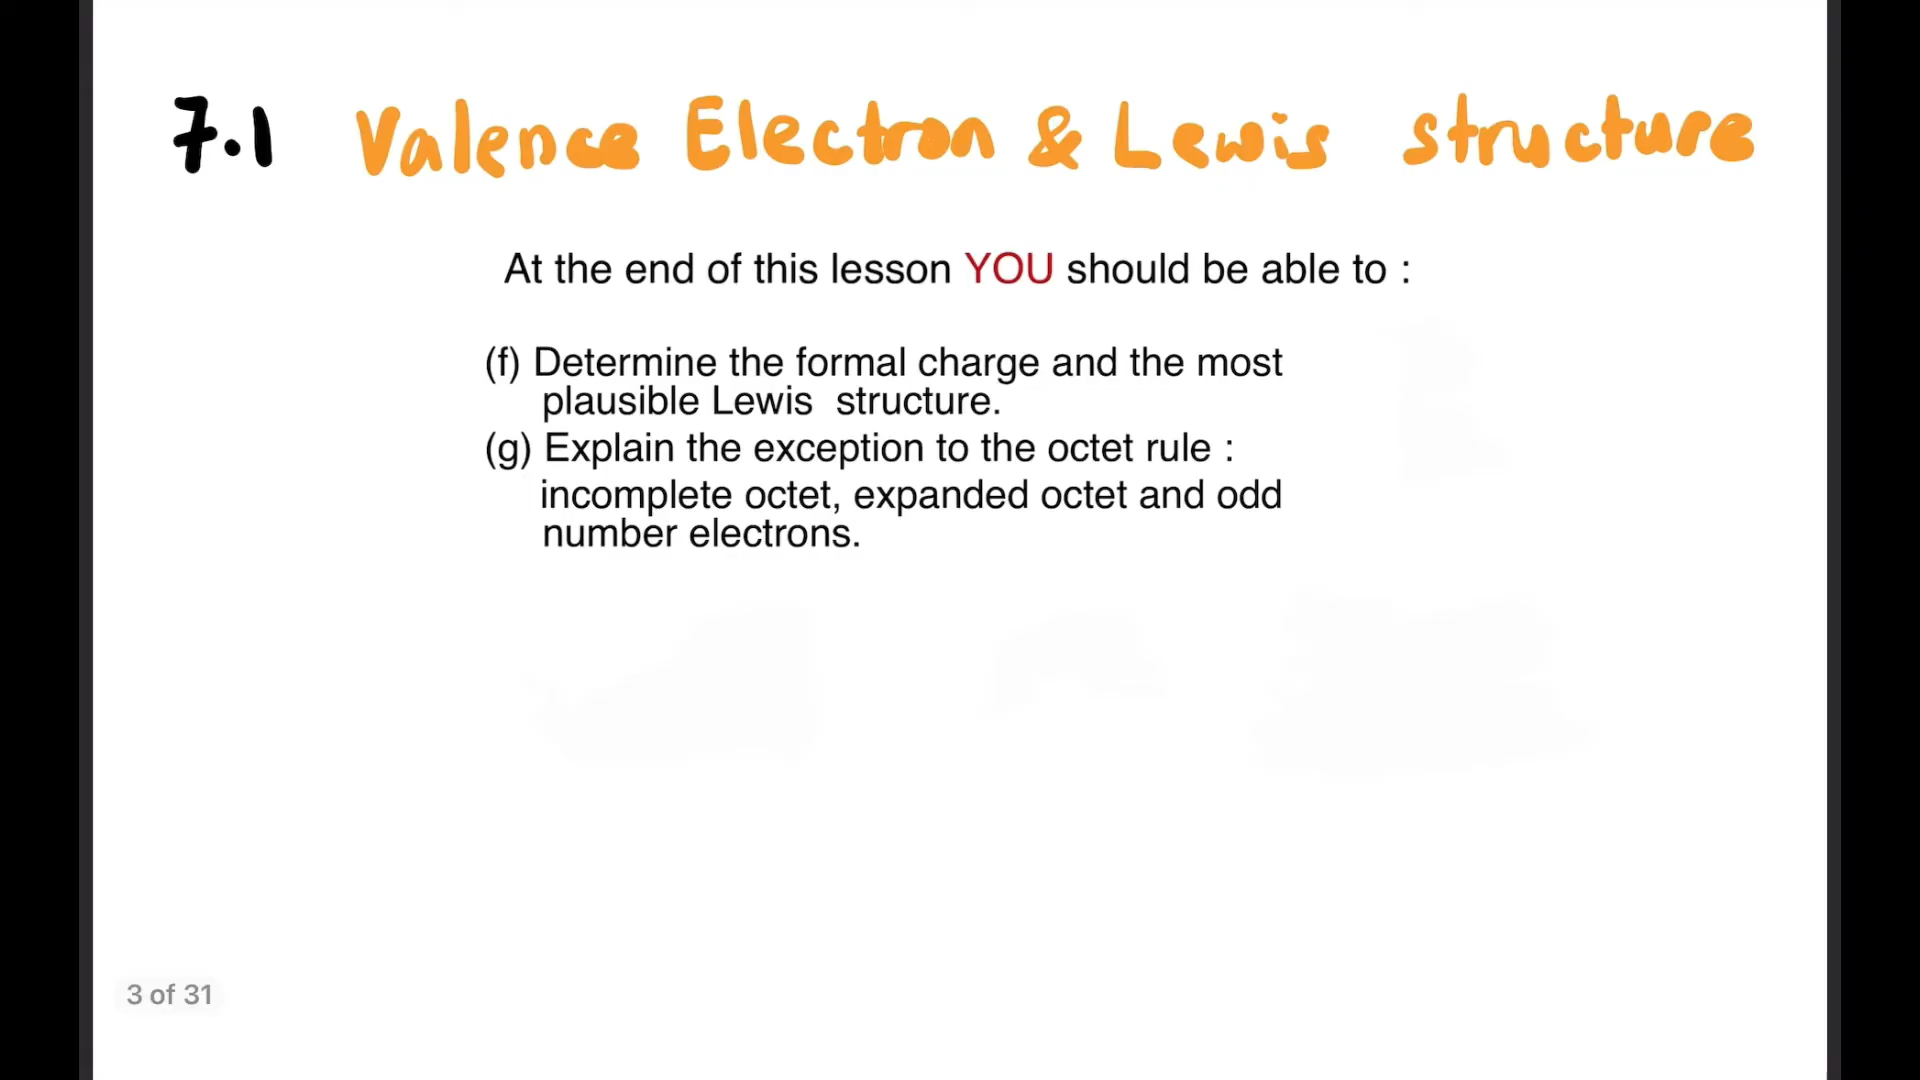 7.1 Valence Electron & Lewis structure
At the end of this lesson YOU should be able to :
(f) Determine the formal charge and the most
plausible Lewis structure.
(g) Explain the exception to the octet rule :
incomplete octet, expanded octet and odd
number electrons.
3 of 31